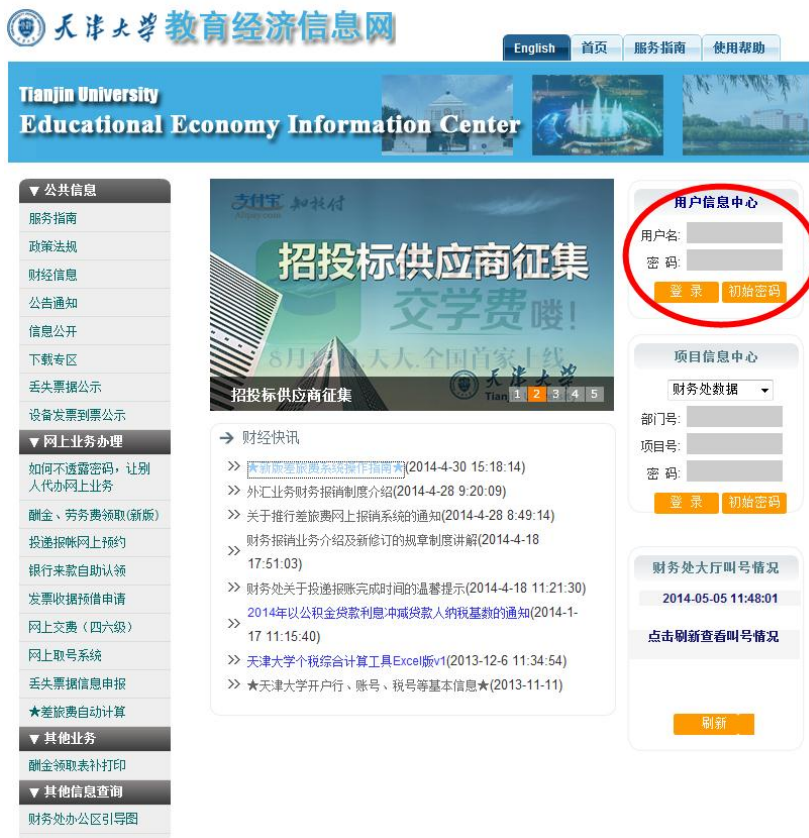 天津大学 教育经济信息网
English 首页 服务指南 使用帮助
Tianjin University
Educational Economy Information Center
▼ 公共信息
服务指南
政策法规
财经信息
公告通知
信息公开
下载专区
丢失票据公示
设备发票到票公示
▼ 网上业务办理
如何不透露密码，让别
人代办网上业务
酬金、劳务费领取(新版)
投递报帐网上预约
银行来款自助认领
发票收据预借申请
网上交费（四六级）
网上取号系统
丢失票据信息申报
★差旅费自动计算
▼ 其他业务
酬金领取表补打印
▼ 其他信息查询
财务处办公区引导图
支付宝 知托付
Alipay.com
招投标供应商征集
交学费喽！
天大.全国首家上线
天津大学
招投标供应商征集
1 2 3 4 5
→ 财经快讯
>> ★新版差旅费系统操作指南★(2014-4-30 15:18:14)
>> 外汇业务财务报销制度介绍(2014-4-28 9:20:09)
>> 关于推行差旅费网上报销系统的通知(2014-4-28 8:49:14)
>> 财务报销业务介绍及新修订的规章制度讲解(2014-4-18
17:51:03)
>> 财务处关于投递报账完成时间的温馨提示(2014-4-18 11:21:30)
>> 2014年以公积金贷款利息冲减贷款人纳税基数的通知(2014-1-
17 11:15:40)
>> 天津大学个税综合计算工具Excel版v1(2013-12-6 11:34:54)
>> ★天津大学开户行、账号、税号等基本信息★(2013-11-11)
用户信息中心
用户名:
密 码:
登 录 初始密码
项目信息中心
财务处数据
部门号:
项目号:
密 码:
登 录 初始密码
财务处大厅叫号情况
2014-05-05 11:48:01
点击刷新查看叫号情况
刷新